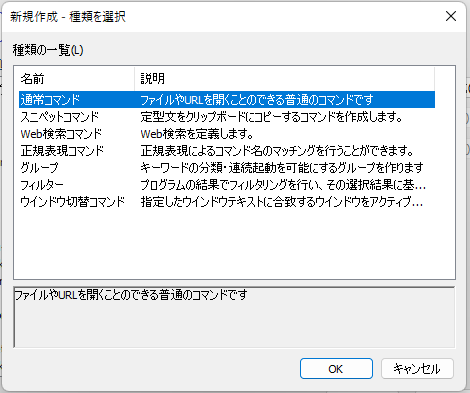 新規作成 - 種類を選択
種類の一覧(L)
名前 説明
通常コマンド ファイルやURLを開くことのできる普通のコマンドです
スニペットコマンド 定型文をクリップボードにコピーするコマンドを作成します。
Web検索コマンド Web検索を定義します。
正規表現コマンド 正規表現によるコマンド名のマッチングを行うことができます。
グループ キーワードの分類・連続起動を可能にするグループを作ります
フィルター プログラムの結果でフィルタリングを行い、その選択結果に基...
ウインドウ切替コマンド 指定したウインドウテキストに合致するウインドウをアクティブ...
ファイルやURLを開くことのできる普通のコマンドです
OK キャンセル